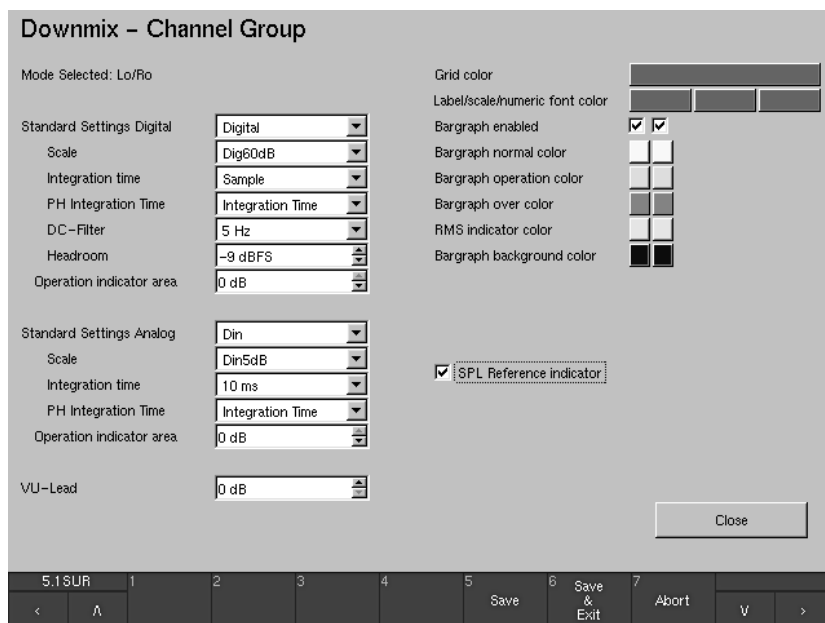 Downmix – Channel Group
Mode Selected: Lo/Ro
Standard Settings Digital Digital
Scale Dig60dB
Integration time Sample
PH Integration Time Integration Time
DC-Filter 5 Hz
Headroom -9 dBFS
Operation indicator area 0 dB
Standard Settings Analog Din
Scale Din5dB
Integration time 10 ms
PH Integration Time Integration Time
Operation indicator area 0 dB
VU-Lead 0 dB
Grid color
Label/scale/numeric font color
Bargraph enabled
Bargraph normal color
Bargraph operation color
Bargraph over color
RMS indicator color
Bargraph background color
SPL Reference indicator
Close
5.1SUR 1 2 3 4 5 Save 6 Save & Exit 7 Abort
< Λ V >